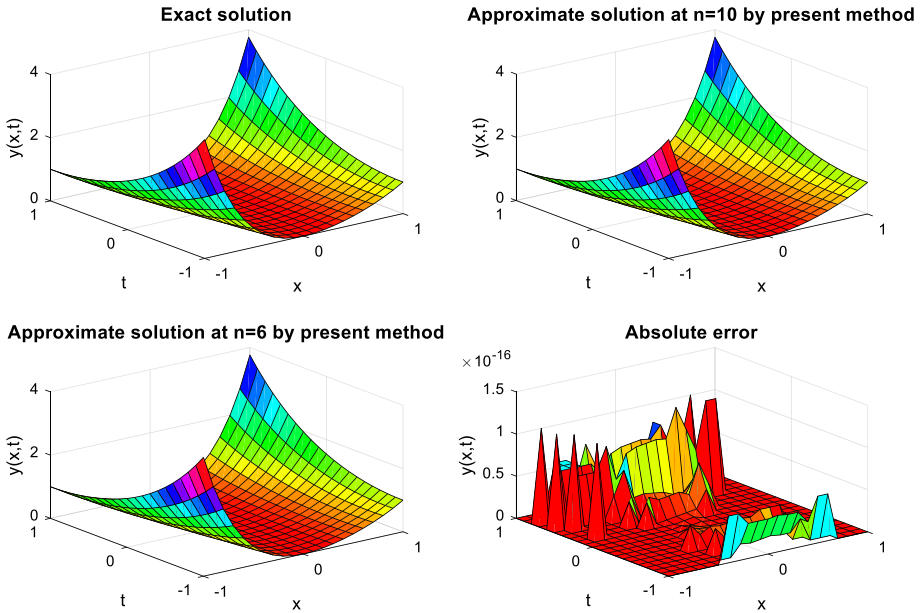 Exact solution
4
2
0
y(x,t)
1
0
-1
t
-1
0
1
x
Approximate solution at n=10 by present method
4
2
0
y(x,t)
1
0
-1
t
-1
0
1
x
Approximate solution at n=6 by present method
4
2
0
y(x,t)
1
0
-1
t
-1
0
1
x
Absolute error
×10-16
1.5
1
0.5
0
y(x,t)
1
0
-1
t
-1
0
1
x